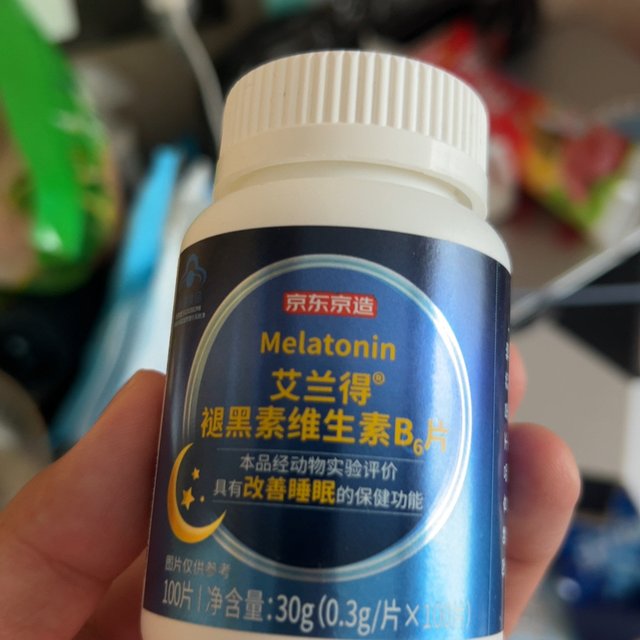 京东京造
Melatonin
艾兰得®
褪黑素维生素B₆片
本品经动物实验评价
具有改善睡眠的保健功能
图片仅供参考
100片 | 净含量:30g(0.3g/片×